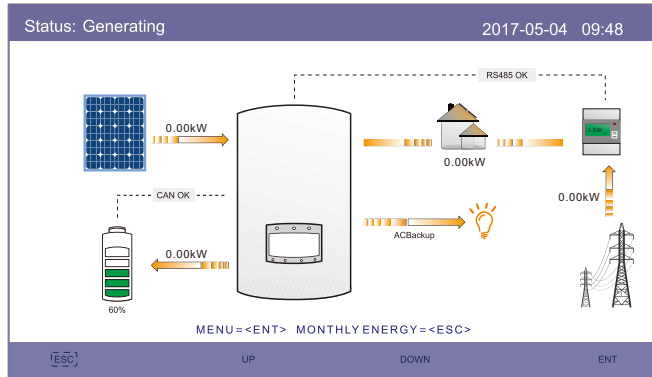 Status: Generating
2017-05-04 09:48
RS485 OK
0.00kW
0.00kW
CAN OK
0.00kW
ACBackup
0.00kW
60%
MENU=<ENT> MONTHLY ENERGY=<ESC>
ESC
UP
DOWN
ENT